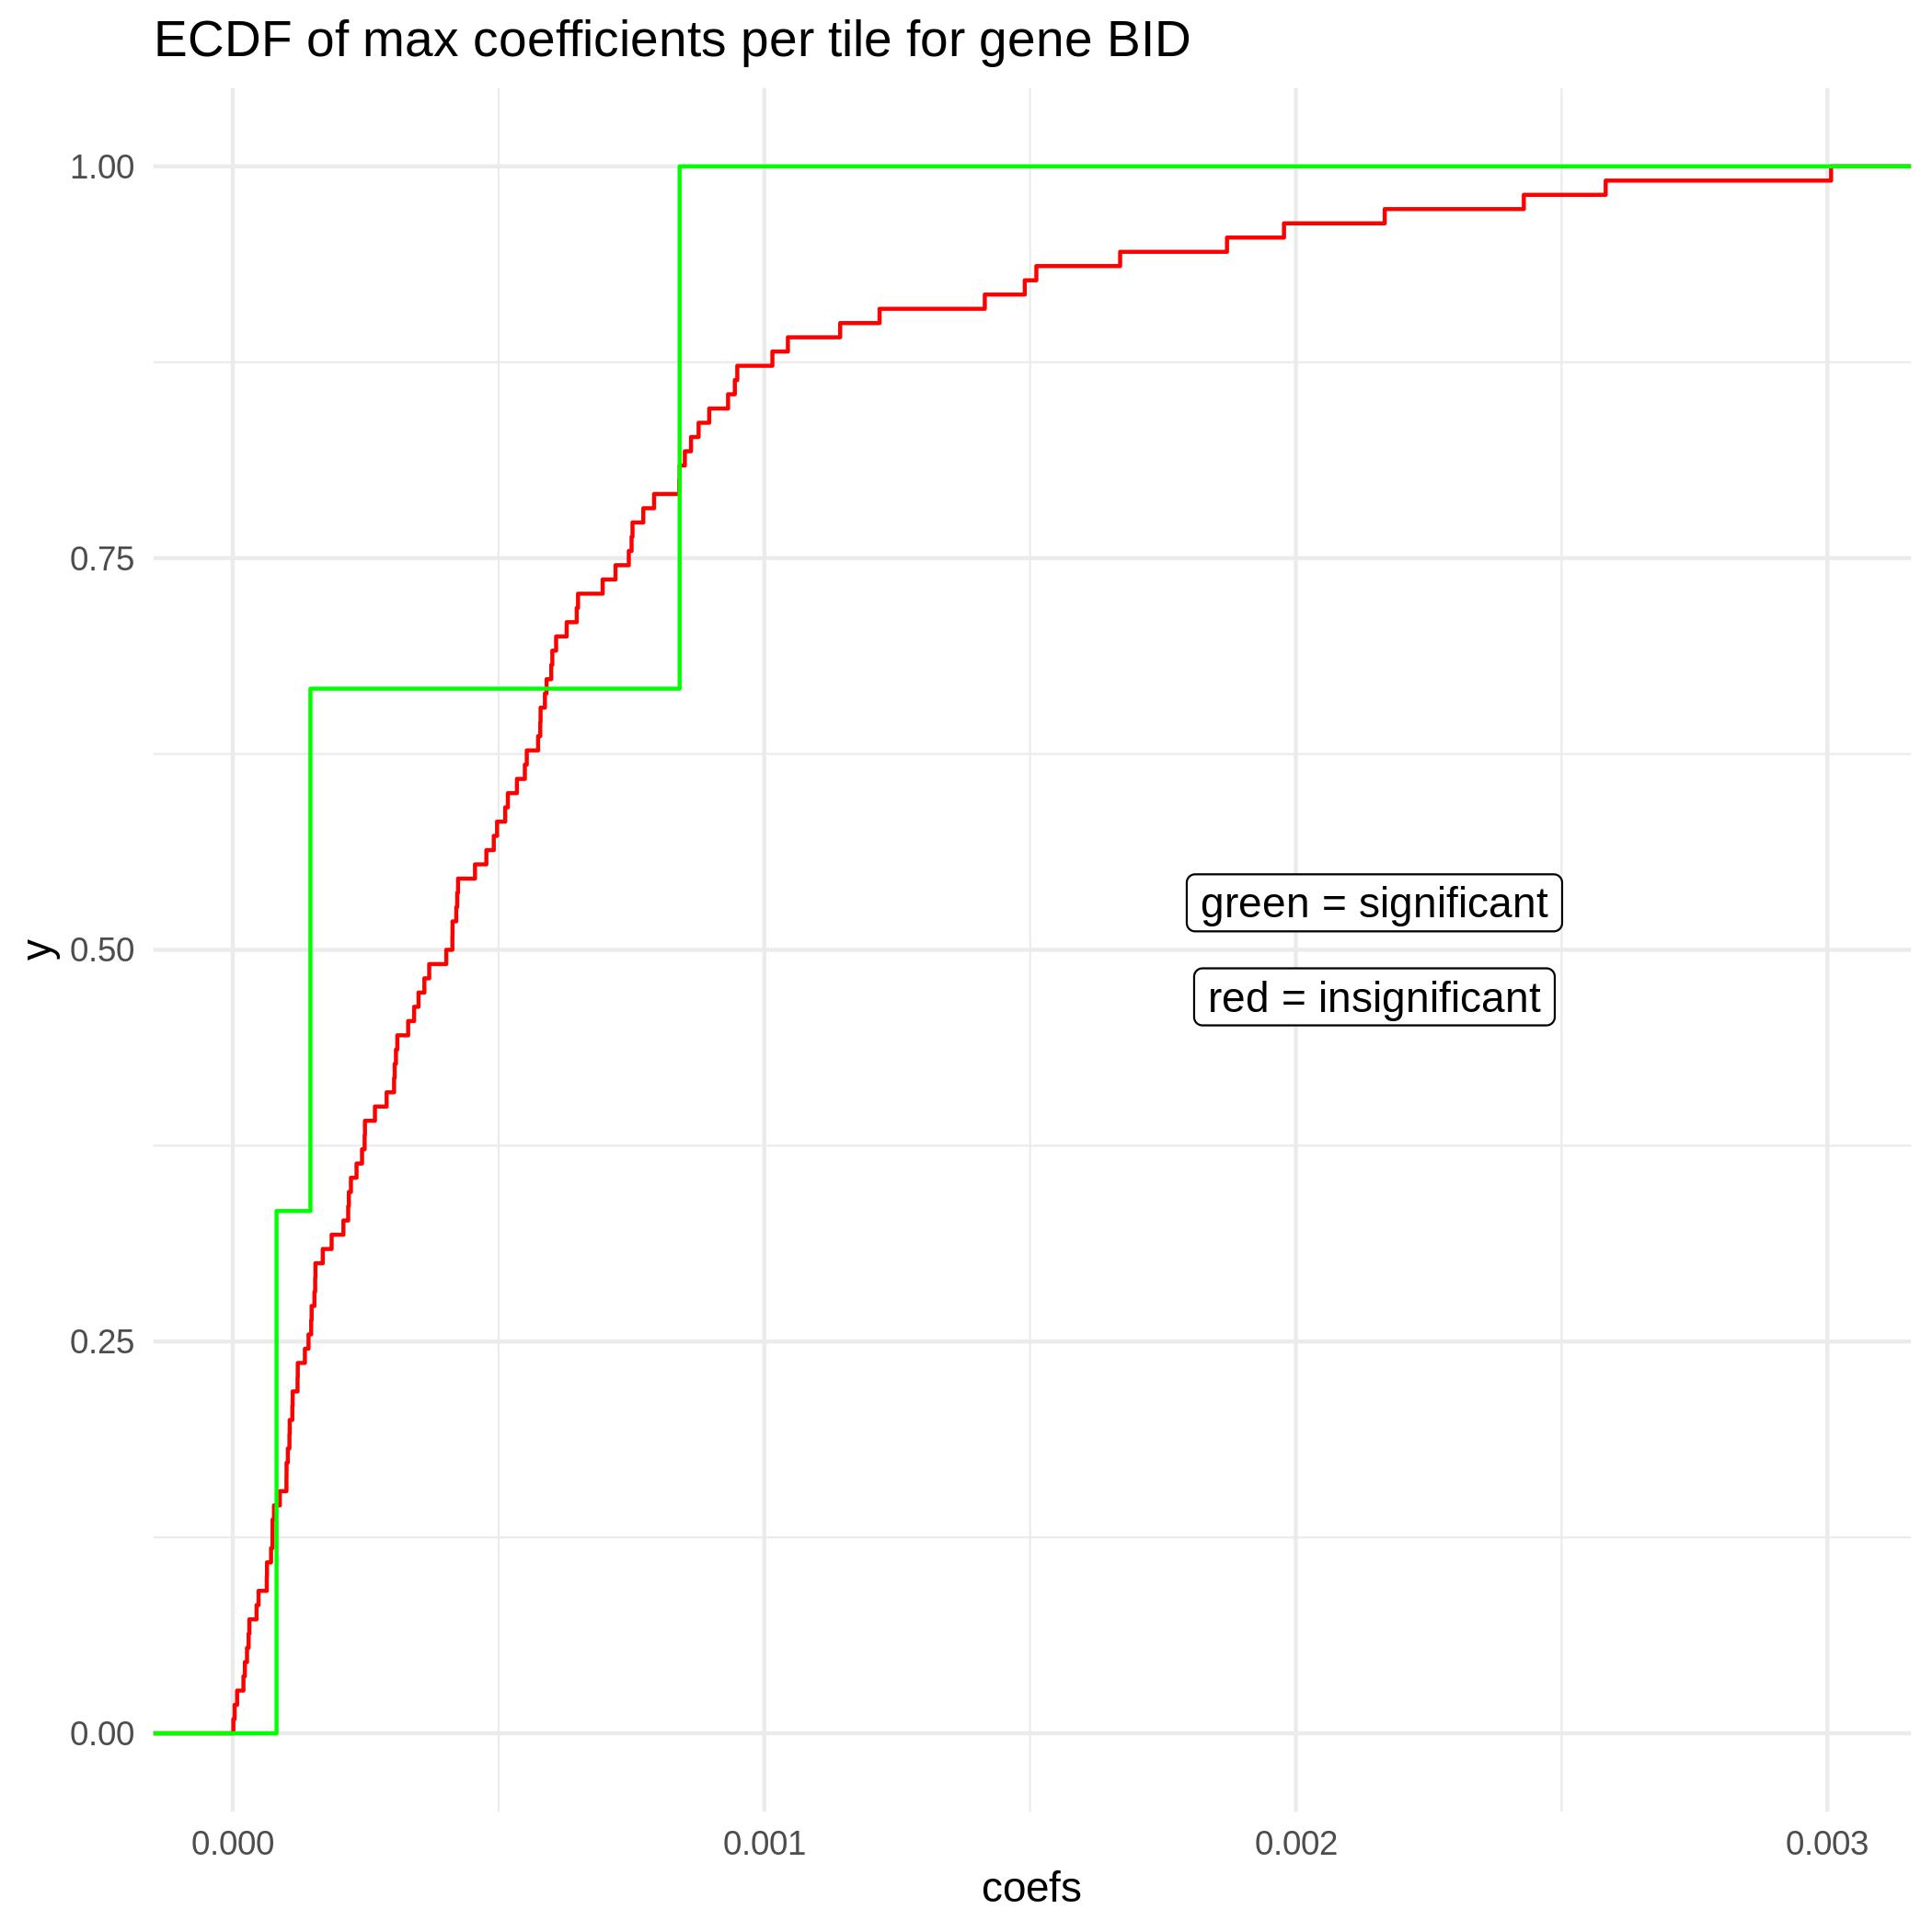 ECDF of max coefficients per tile for gene BID
1.00
0.75
0.50
0.25
0.00
y
green = significant
red = insignificant
0.000 0.001 0.002 0.003
coefs